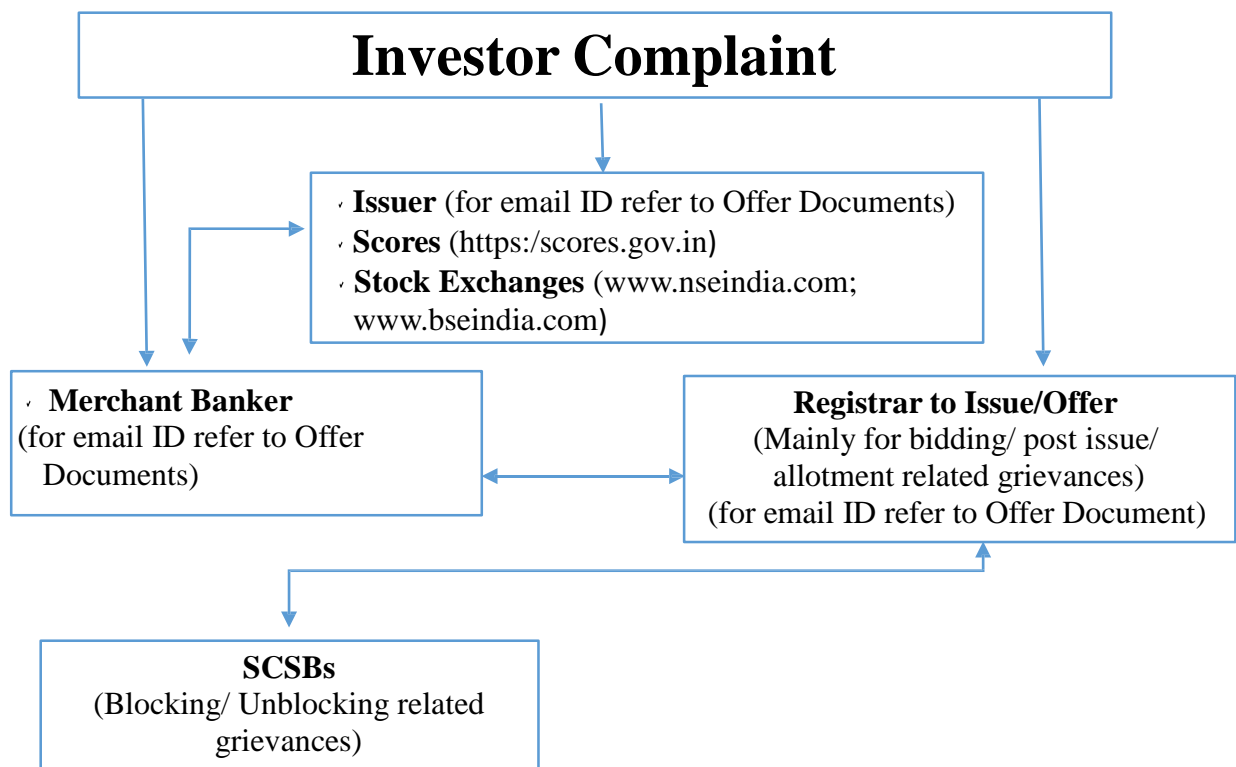 Investor Complaint
✓ Issuer (for email ID refer to Offer Documents)
✓ Scores (https:/scores.gov.in)
✓ Stock Exchanges (www.nseindia.com;
www.bseindia.com)
✓ Merchant Banker
(for email ID refer to Offer
Documents)
Registrar to Issue/Offer
(Mainly for bidding/ post issue/
allotment related grievances)
(for email ID refer to Offer Document)
SCSBs
(Blocking/ Unblocking related
grievances)